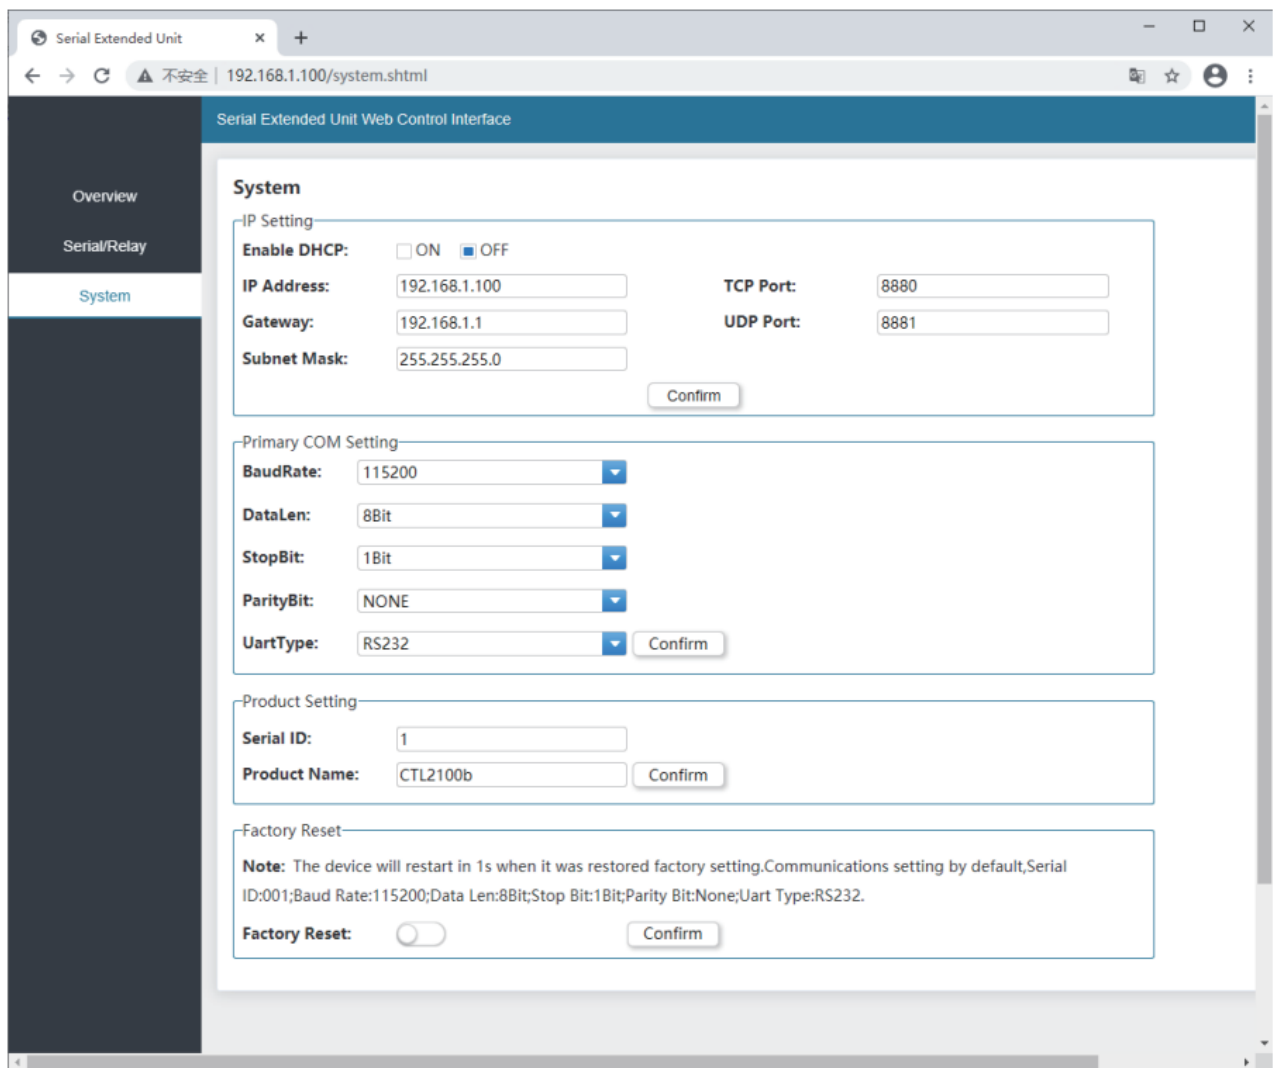 Serial Extended Unit
不安全 | 192.168.1.100/system.shtml
Serial Extended Unit Web Control Interface
Overview
Serial/Relay
System
System
IP Setting
Enable DHCP: ON OFF
IP Address: 192.168.1.100 TCP Port: 8880
Gateway: 192.168.1.1 UDP Port: 8881
Subnet Mask: 255.255.255.0
Confirm
Primary COM Setting
BaudRate: 115200
DataLen: 8Bit
StopBit: 1Bit
ParityBit: NONE
UartType: RS232 Confirm
Product Setting
Serial ID: 1
Product Name: CTL2100b Confirm
Factory Reset
Note: The device will restart in 1s when it was restored factory setting.Communications setting by default,Serial
ID:001;Baud Rate:115200;Data Len:8Bit;Stop Bit:1Bit;Parity Bit:None;Uart Type:RS232.
Factory Reset: Confirm